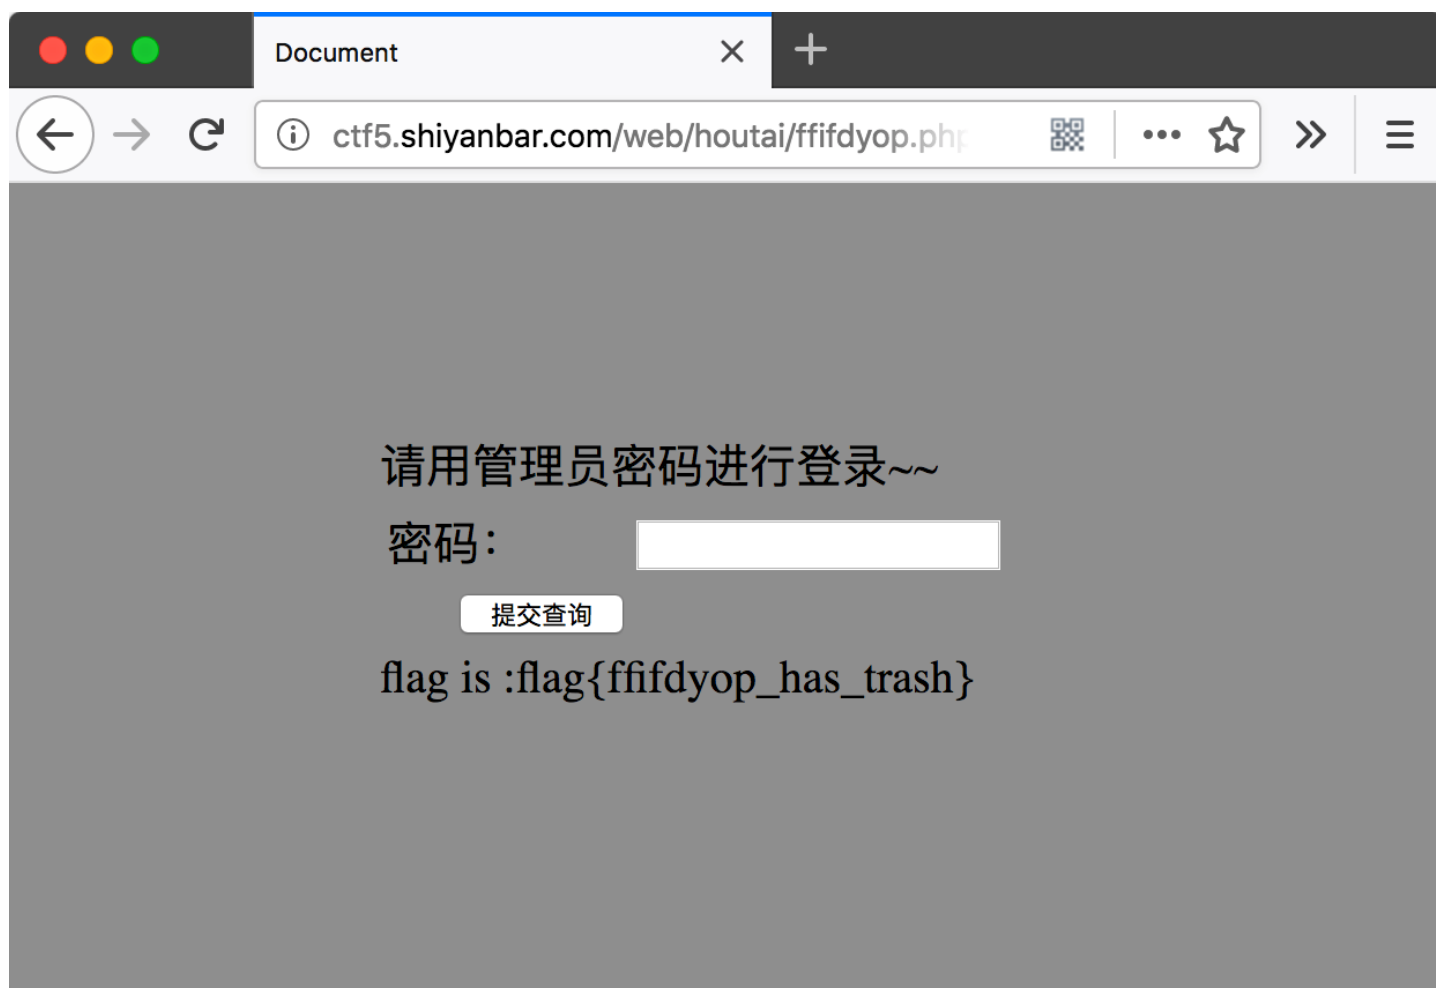 Document
ctf5.shiyanbar.com/web/houtai/ffifdyop.php
请用管理员密码进行登录~~
密码：
提交查询
flag is :flag{ffifdyop_has_trash}